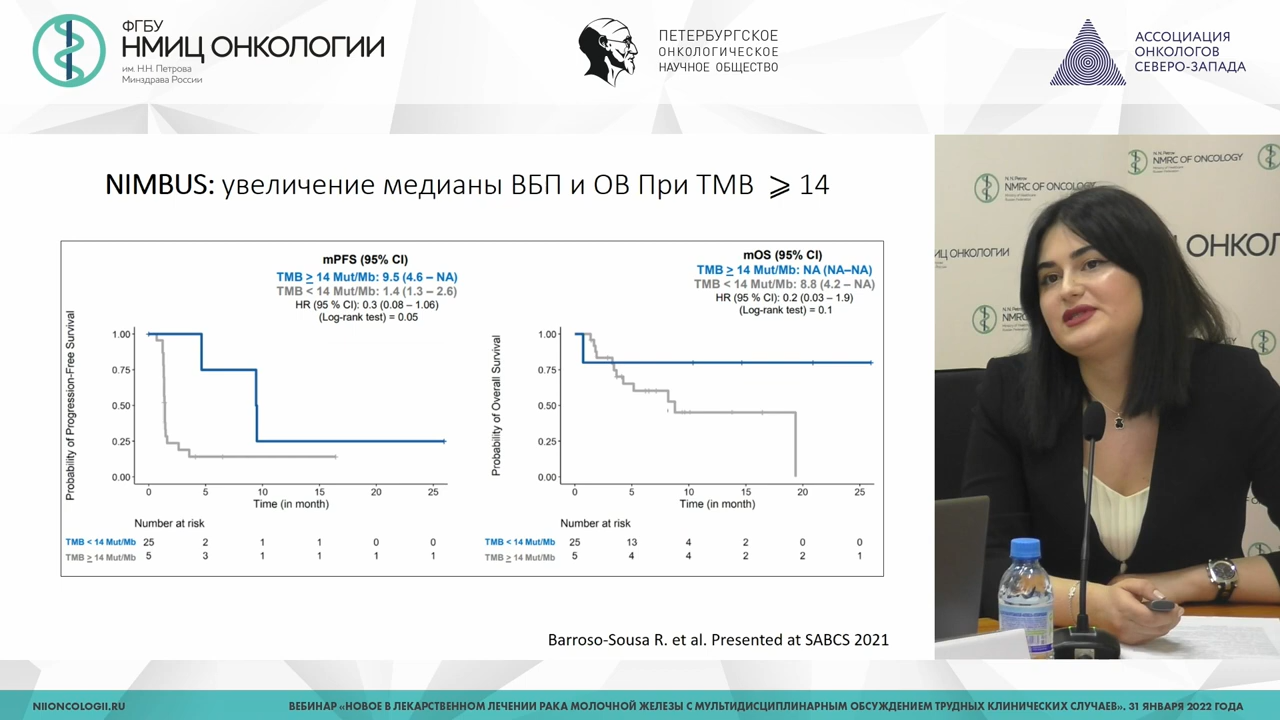 ФГБУ
НМИЦ ОНКОЛОГИИ
им. Н.Н. Петрова
Минздрава России
ПЕТЕРБУРГСКОЕ
ОНКОЛОГИЧЕСКОЕ
НАУЧНОЕ ОБЩЕСТВО
АССОЦИАЦИЯ
ОНКОЛОГОВ
СЕВЕРО-ЗАПАДА
NIMBUS: увеличение медианы ВБП и ОВ При TMB ⩾ 14
mPFS (95% CI)
TMB ≥ 14 Mut/Mb: 9.5 (4.6 – NA)
TMB < 14 Mut/Mb: 1.4 (1.3 – 2.6)
HR (95 % CI): 0.3 (0.08 – 1.06)
(Log-rank test) = 0.05
Probability of Progression-Free Survival
1.00
0.75
0.50
0.25
0.00
0 5 10 15 20 25
Time (in month)
Number at risk
TMB < 14 Mut/Mb 25 2 1 1 0 0
TMB ≥ 14 Mut/Mb 5 3 1 1 1 1
mOS (95% CI)
TMB ≥ 14 Mut/Mb: NA (NA–NA)
TMB < 14 Mut/Mb: 8.8 (4.2 – NA)
HR (95 % CI): 0.2 (0.03 – 1.9)
(Log-rank test) = 0.1
Probability of Overall Survival
1.00
0.75
0.50
0.25
0.00
0 5 10 15 20 25
Time (in month)
Number at risk
TMB < 14 Mut/Mb 25 13 4 2 0 0
TMB ≥ 14 Mut/Mb 5 4 4 2 2 1
Barroso-Sousa R. et al. Presented at SABCS 2021
N.N. Petrov
NMRC OF ONCOLOGY
N.N. Petrov
NMRC OF ONCOLOGY
ИЦ ОНКОЛОГИИ
ОНКОЛ
NMRC
NIIONCOLOGII.RU
ВЕБИНАР «НОВОЕ В ЛЕКАРСТВЕННОМ ЛЕЧЕНИИ РАКА МОЛОЧНОЙ ЖЕЛЕЗЫ С МУЛЬТИДИСЦИПЛИНАРНЫМ ОБСУЖДЕНИЕМ ТРУДНЫХ КЛИНИЧЕСКИХ СЛУЧАЕВ». 31 ЯНВАРЯ 2022 ГОДА